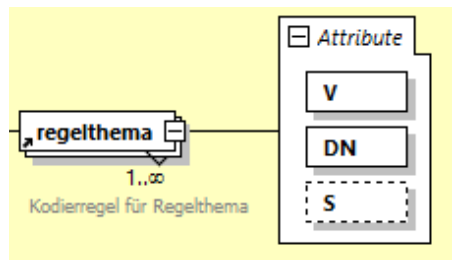 Attribute
V
regelthema
DN
1..∞
Kodierregel für Regelthema
S